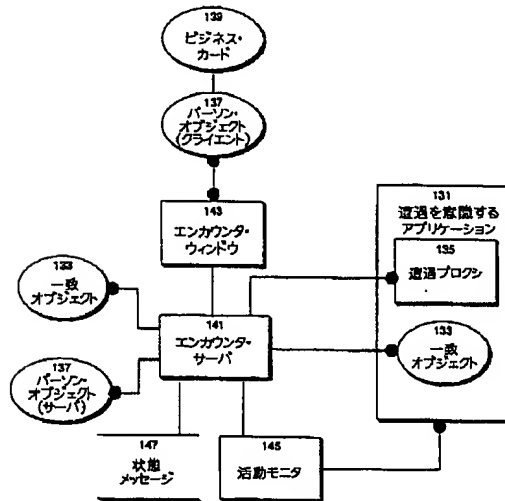 139
ビジネス・
カード
137
パーソン・
オブジェクト
(クライエント)
143
エンカウンタ・
ウィンドウ
131
遭遇を意識する
アプリケーション
135
遭遇プロクシ
133
一致
オブジェクト
141
エンカウンタ・
サーバ
133
一致
オブジェクト
137
パーソン・
オブジェクト
(サーバ)
147
状態
メッセージ
145
活動モニタ